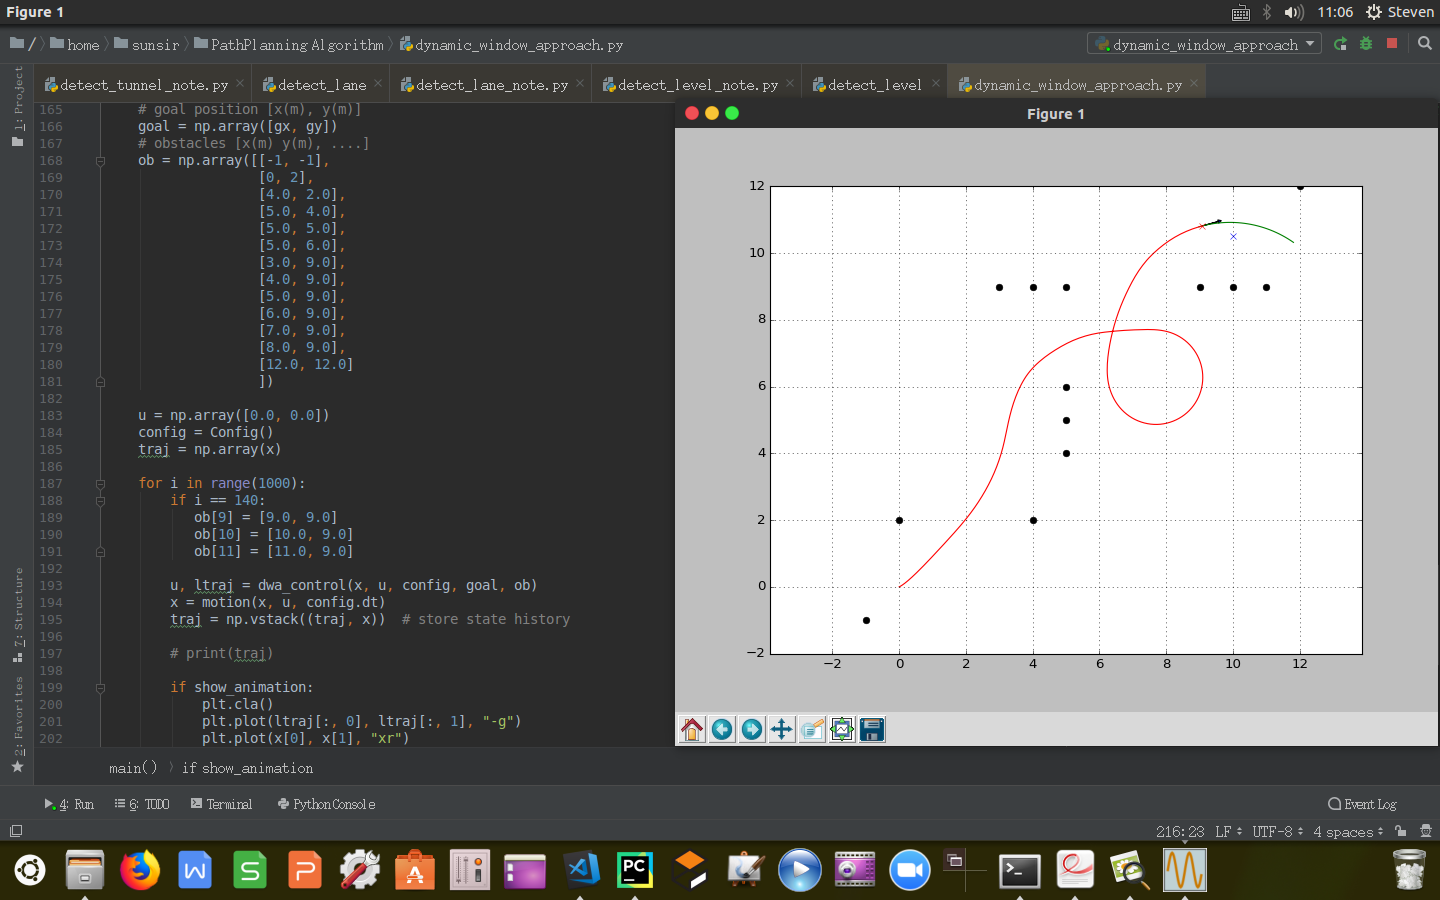 Figure 1
11:06 Steven
/ home sunsir PathPlanning Algorithm dynamic_window_approach.py
dynamic_window_approach
detect_tunnel_note.py detect_lane detect_lane_note.py detect_level_note.py detect_level dynamic_window_approach.py
1: Project
7: Structure
2: Favorites
165 # goal position [x(m), y(m)]
166 goal = np.array([gx, gy])
167 # obstacles [x(m) y(m), ....]
168 ob = np.array([[-1, -1],
169 [0, 2],
170 [4.0, 2.0],
171 [5.0, 4.0],
172 [5.0, 5.0],
173 [5.0, 6.0],
174 [3.0, 9.0],
175 [4.0, 9.0],
176 [5.0, 9.0],
177 [6.0, 9.0],
178 [7.0, 9.0],
179 [8.0, 9.0],
180 [12.0, 12.0]
181 ])
182
183 u = np.array([0.0, 0.0])
184 config = Config()
185 traj = np.array(x)
186
187 for i in range(1000):
188 if i == 140:
189 ob[9] = [9.0, 9.0]
190 ob[10] = [10.0, 9.0]
191 ob[11] = [11.0, 9.0]
192
193 u, ltraj = dwa_control(x, u, config, goal, ob)
194 x = motion(x, u, config.dt)
195 traj = np.vstack((traj, x)) # store state history
196
197 # print(traj)
198
199 if show_animation:
200 plt.cla()
201 plt.plot(ltraj[:, 0], ltraj[:, 1], "-g")
202 plt.plot(x[0], x[1], "xr")
Figure 1
12
10
8
6
4
2
0
−2
−2 0 2 4 6 8 10 12
main() if show_animation
4: Run 6: TODO Terminal Python Console Event Log
216:23 LF UTF-8 4 spaces
W S P A PC